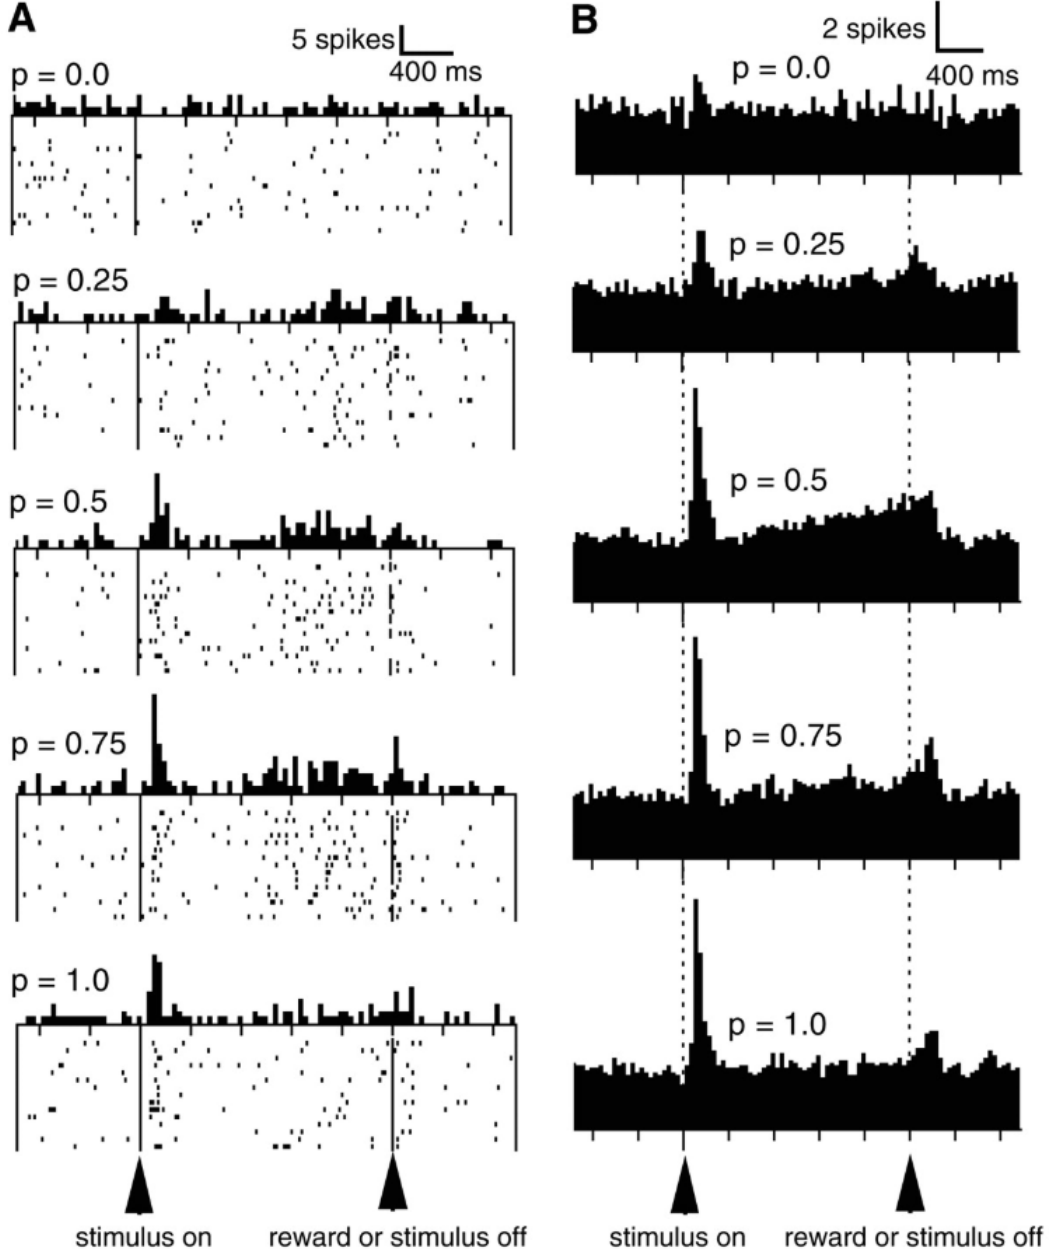 A
5 spikes
400 ms
p = 0.0
p = 0.25
p = 0.5
p = 0.75
p = 1.0
stimulus on
reward or stimulus off
B
2 spikes
400 ms
p = 0.0
p = 0.25
p = 0.5
p = 0.75
p = 1.0
stimulus on
reward or stimulus off